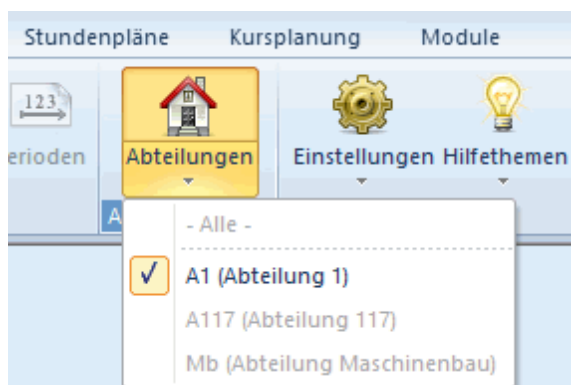 Stundenpläne Kursplanung Module
123
erioden Abteilungen Einstellungen Hilfethemen
A
- Alle -
A1 (Abteilung 1)
A117 (Abteilung 117)
Mb (Abteilung Maschinenbau)